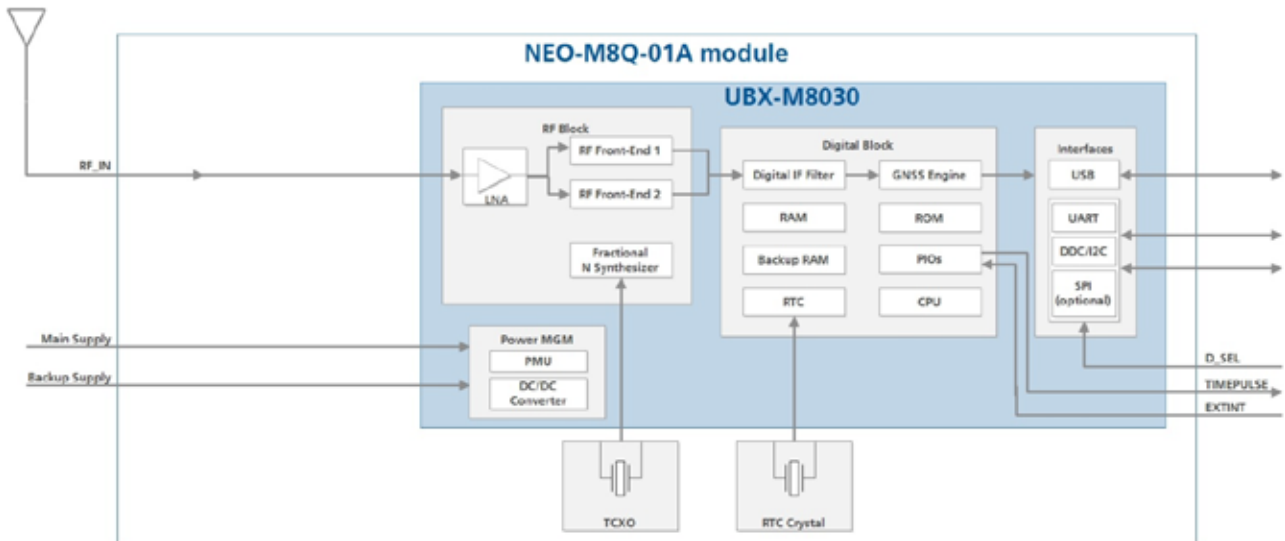 NEO-M8Q-01A module
UBX-M8030
RF Block
RF_IN
LNA
RF Front-End 1
RF Front-End 2
Fractional
N Synthesizer
Digital Block
Digital IF Filter
GNSS Engine
RAM
ROM
Backup RAM
PIOs
RTC
CPU
Interfaces
USB
UART
DDC/I2C
SPI
(optional)
Main Supply
Backup Supply
Power MGM
PMU
DC/DC
Converter
D_SEL
TIMEPULSE
EXTINT
TCXO
RTC Crystal